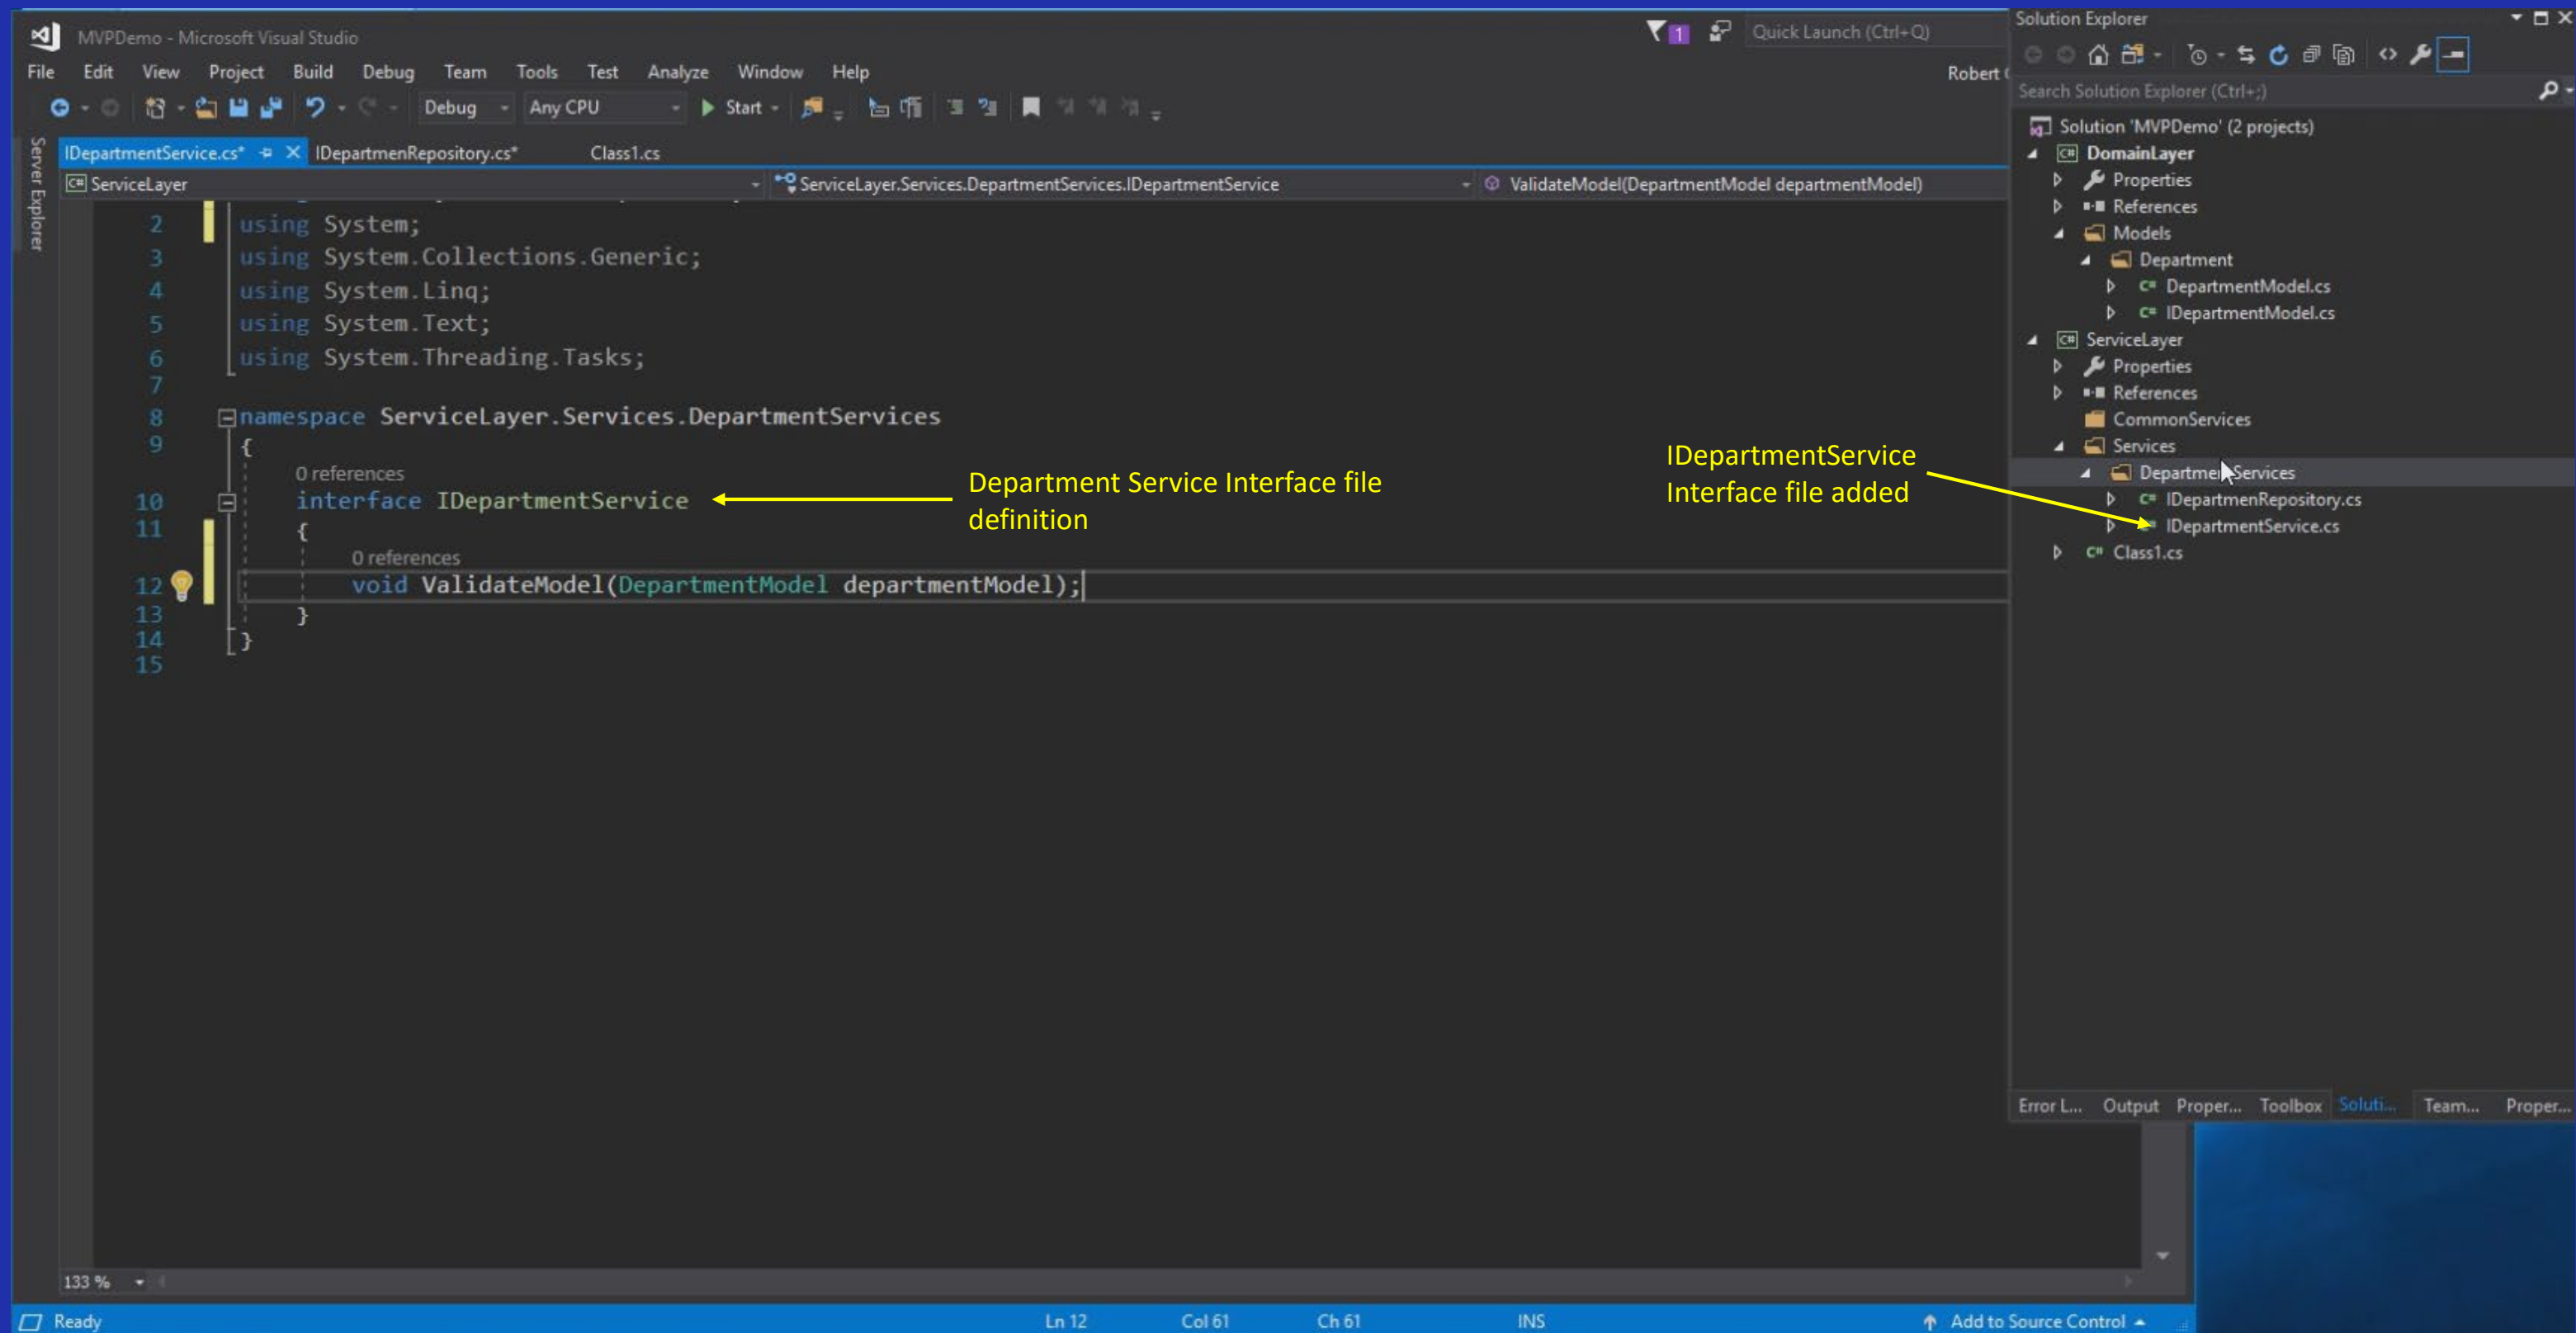 MVPDemo - Microsoft Visual Studio
1
Quick Launch (Ctrl+Q)
File Edit View Project Build Debug Team Tools Test Analyze Window Help
Robert
Debug Any CPU Start
Server Explorer
IDepartmentService.cs* IDepartmenRepository.cs* Class1.cs
C# ServiceLayer ServiceLayer.Services.DepartmentServices.IDepartmentService ValidateModel(DepartmentModel departmentModel)
2 using System;
3 using System.Collections.Generic;
4 using System.Linq;
5 using System.Text;
6 using System.Threading.Tasks;
7
8 namespace ServiceLayer.Services.DepartmentServices
9 {
0 references
10 interface IDepartmentService
11 {
0 references
12 void ValidateModel(DepartmentModel departmentModel);
13 }
14 }
15
Department Service Interface file
definition
IDepartmentService
Interface file added
Solution Explorer
Search Solution Explorer (Ctrl+;)
Solution 'MVPDemo' (2 projects)
C# DomainLayer
Properties
References
Models
Department
C# DepartmentModel.cs
C# IDepartmentModel.cs
C# ServiceLayer
Properties
References
CommonServices
Services
C# IDepartmenRepository.cs
IDepartmentService.cs
C# Class1.cs
Error L... Output Proper... Toolbox Soluti... Team... Proper...
133 %
Ready Ln 12 Col 61 Ch 61 INS Add to Source Control